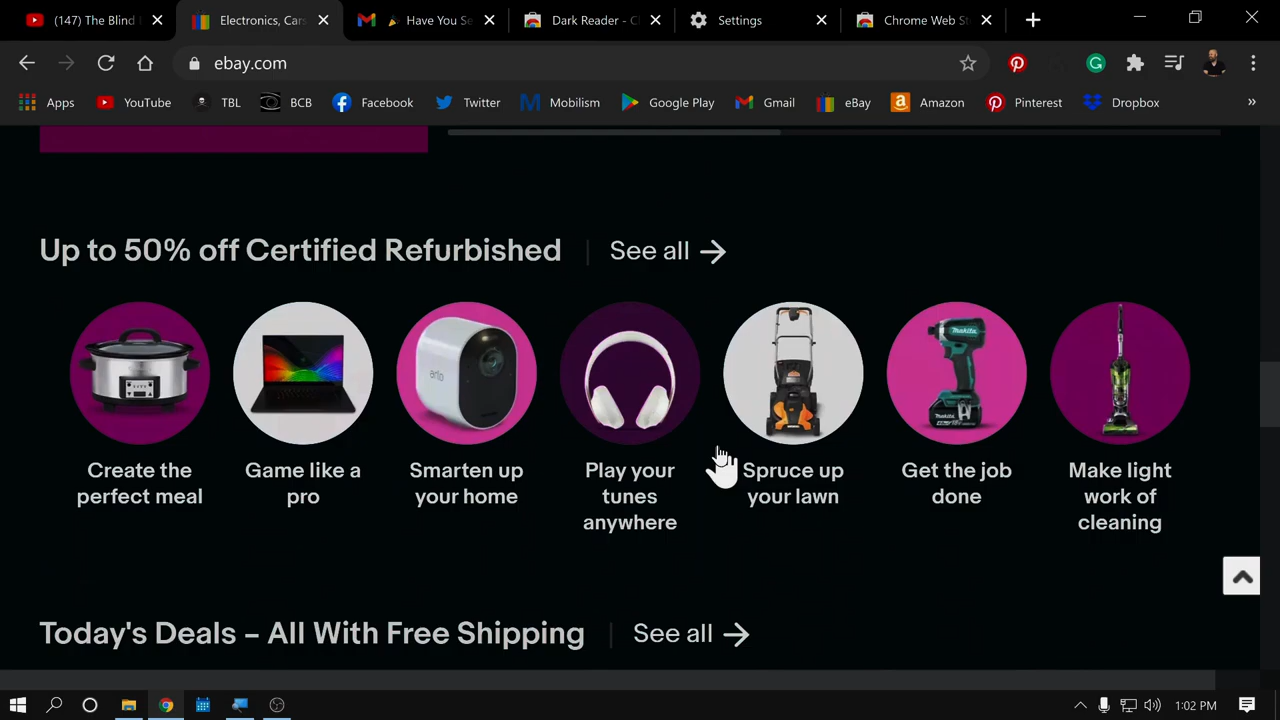 (147) The Blind
Electronics, Cars
Have You Se
Dark Reader - C
Settings
Chrome Web St
ebay.com
Apps
YouTube
TBL
BCB
Facebook
Twitter
Mobilism
Google Play
Gmail
eBay
Amazon
Pinterest
Dropbox
»
Up to 50% off Certified Refurbished
See all
arlo
makita
makita
Create the
perfect meal
Game like a
pro
Smarten up
your home
Play your
tunes
anywhere
Spruce up
your lawn
Get the job
done
Make light
work of
cleaning
Today's Deals – All With Free Shipping
See all
1:02 PM